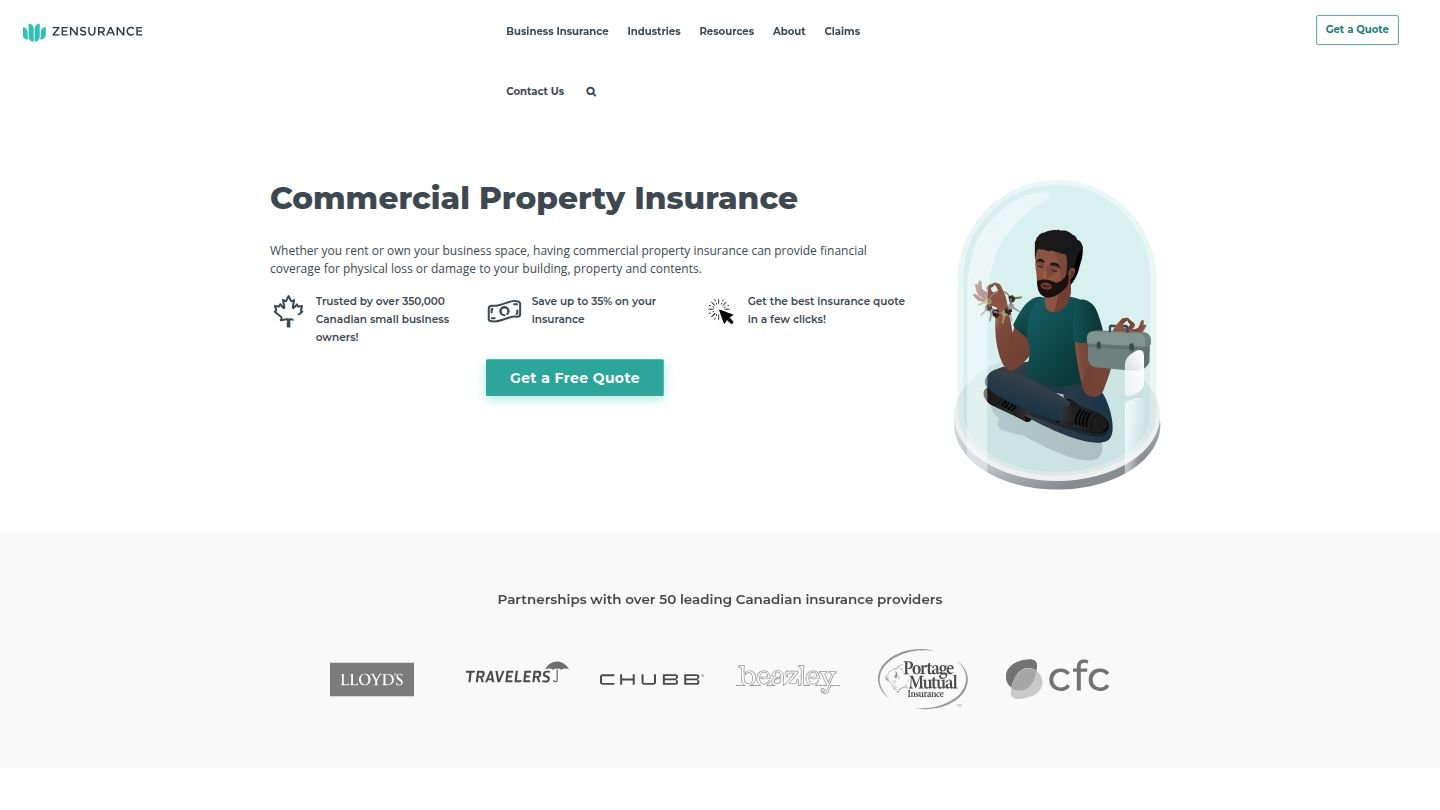 ZENSURANCE
Business Insurance Industries Resources About Claims
Get a Quote
Contact Us
Commercial Property Insurance
Whether you rent or own your business space, having commercial property insurance can provide financial
coverage for physical loss or damage to your building, property and contents.
Trusted by over 350,000
Canadian small business
owners!
Save up to 35% on your
insurance
Get the best insurance quote
in a few clicks!
Get a Free Quote
Partnerships with over 50 leading Canadian insurance providers
LLOYD'S
TRAVELERS
CHUBB®
beazley
Portage
Mutual
Insurance
TM
cfc